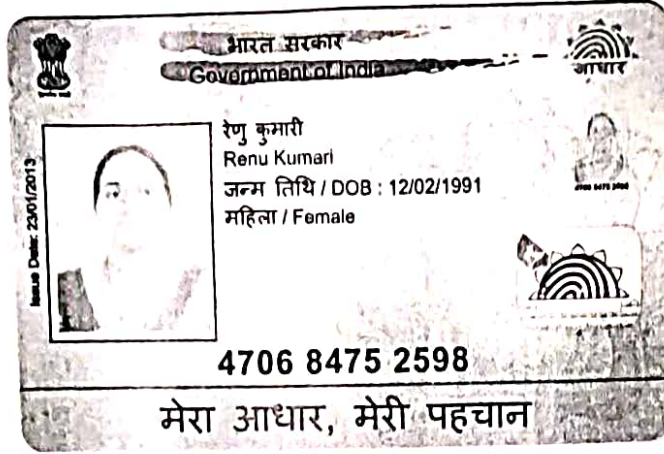 भारत सरकार
Government of India
आधार
Issue Date: 23/01/2013
रेणु कुमारी
Renu Kumari
जन्म तिथि / DOB : 12/02/1991
महिला / Female
4706 8475 2598
मेरा आधार, मेरी पहचान